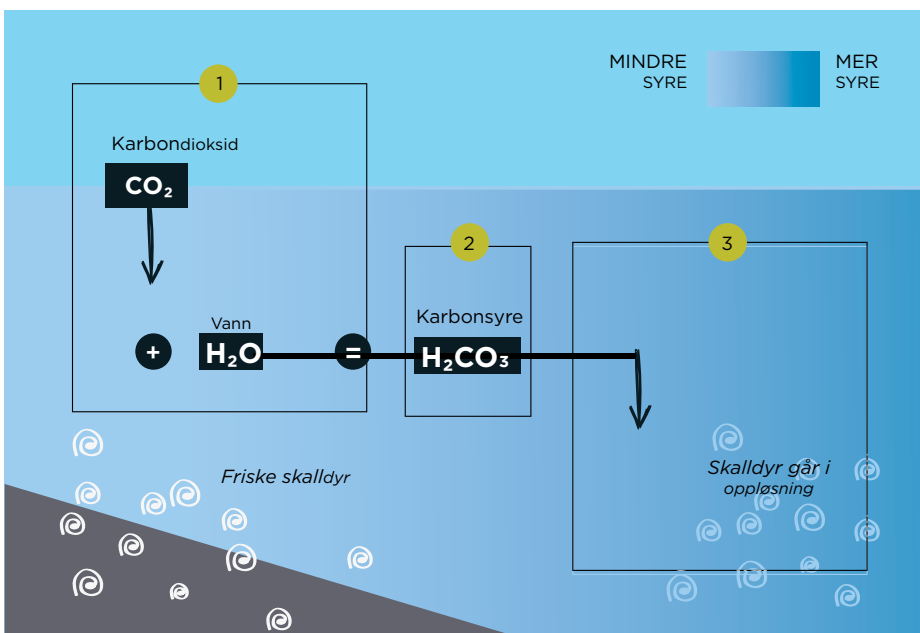 MINDRE
SYRE
MER
SYRE
1
Karbondioksid
CO₂
+
Vann
H₂O
=
2
Karbonsyre
H₂CO₃
3
Friske skalldyr
Skalldyr går i
oppløsning